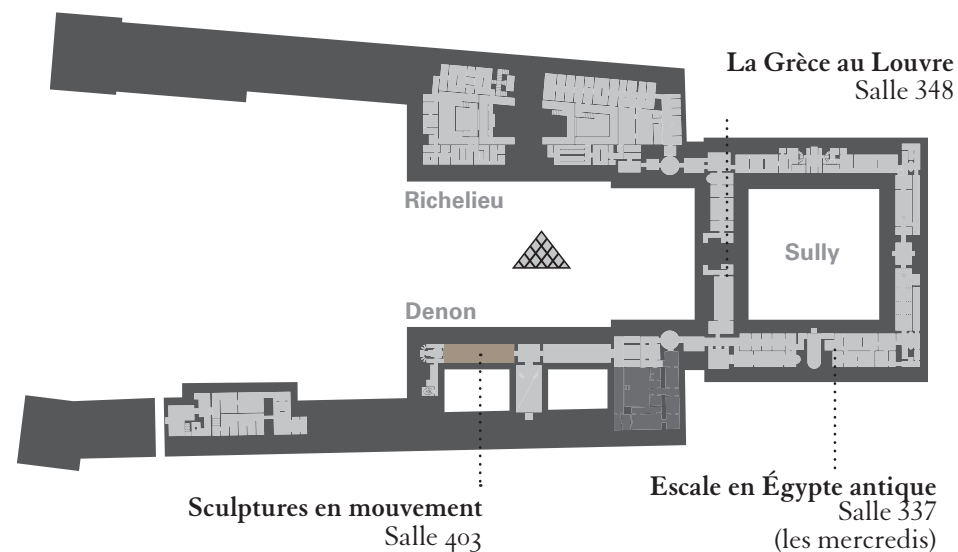 La Grèce au Louvre
Salle 348
Richelieu
Sully
Denon
Sculptures en mouvement
Salle 403
Escale en Égypte antique
Salle 337
(les mercredis)